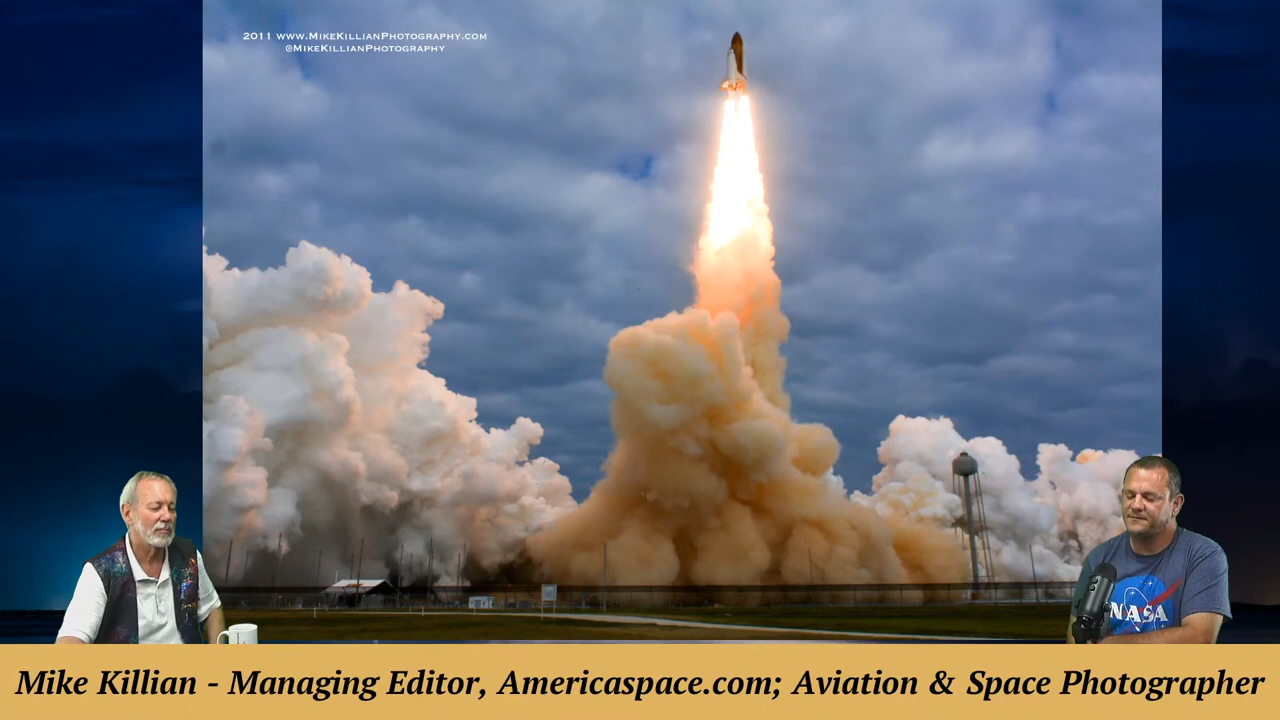 2011 www.MikeKillianPhotography.com
@MikeKillianPhotography
NASA
Mike Killian - Managing Editor, Americaspace.com; Aviation & Space Photographer